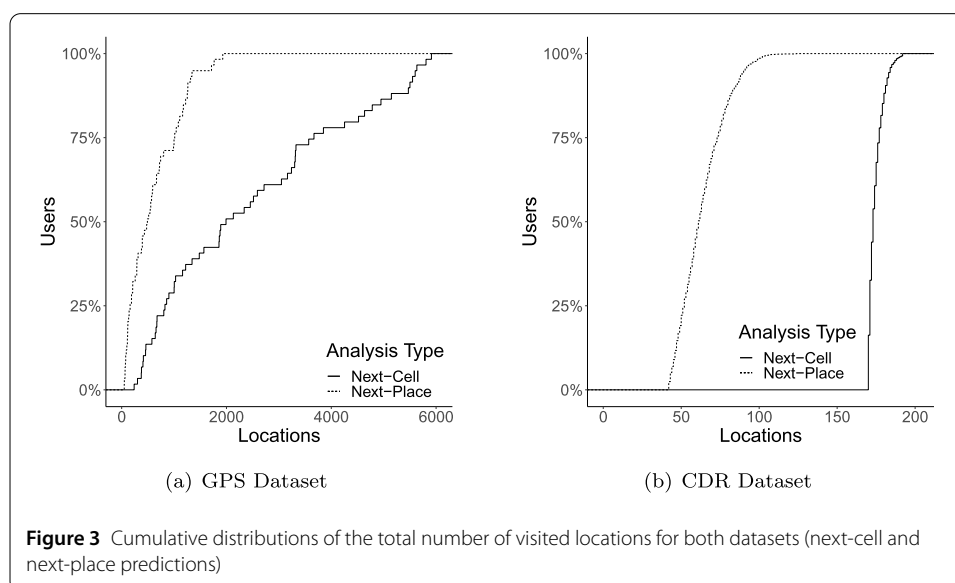 100%
75%
50%
25%
0%
Users
Analysis Type
Next−Cell
Next−Place
0 2000 4000 6000
Locations
(a) GPS Dataset
100%
75%
50%
25%
0%
Users
Analysis Type
Next−Cell
Next−Place
0 50 100 150 200
Locations
(b) CDR Dataset
Figure 3 Cumulative distributions of the total number of visited locations for both datasets (next-cell and
next-place predictions)